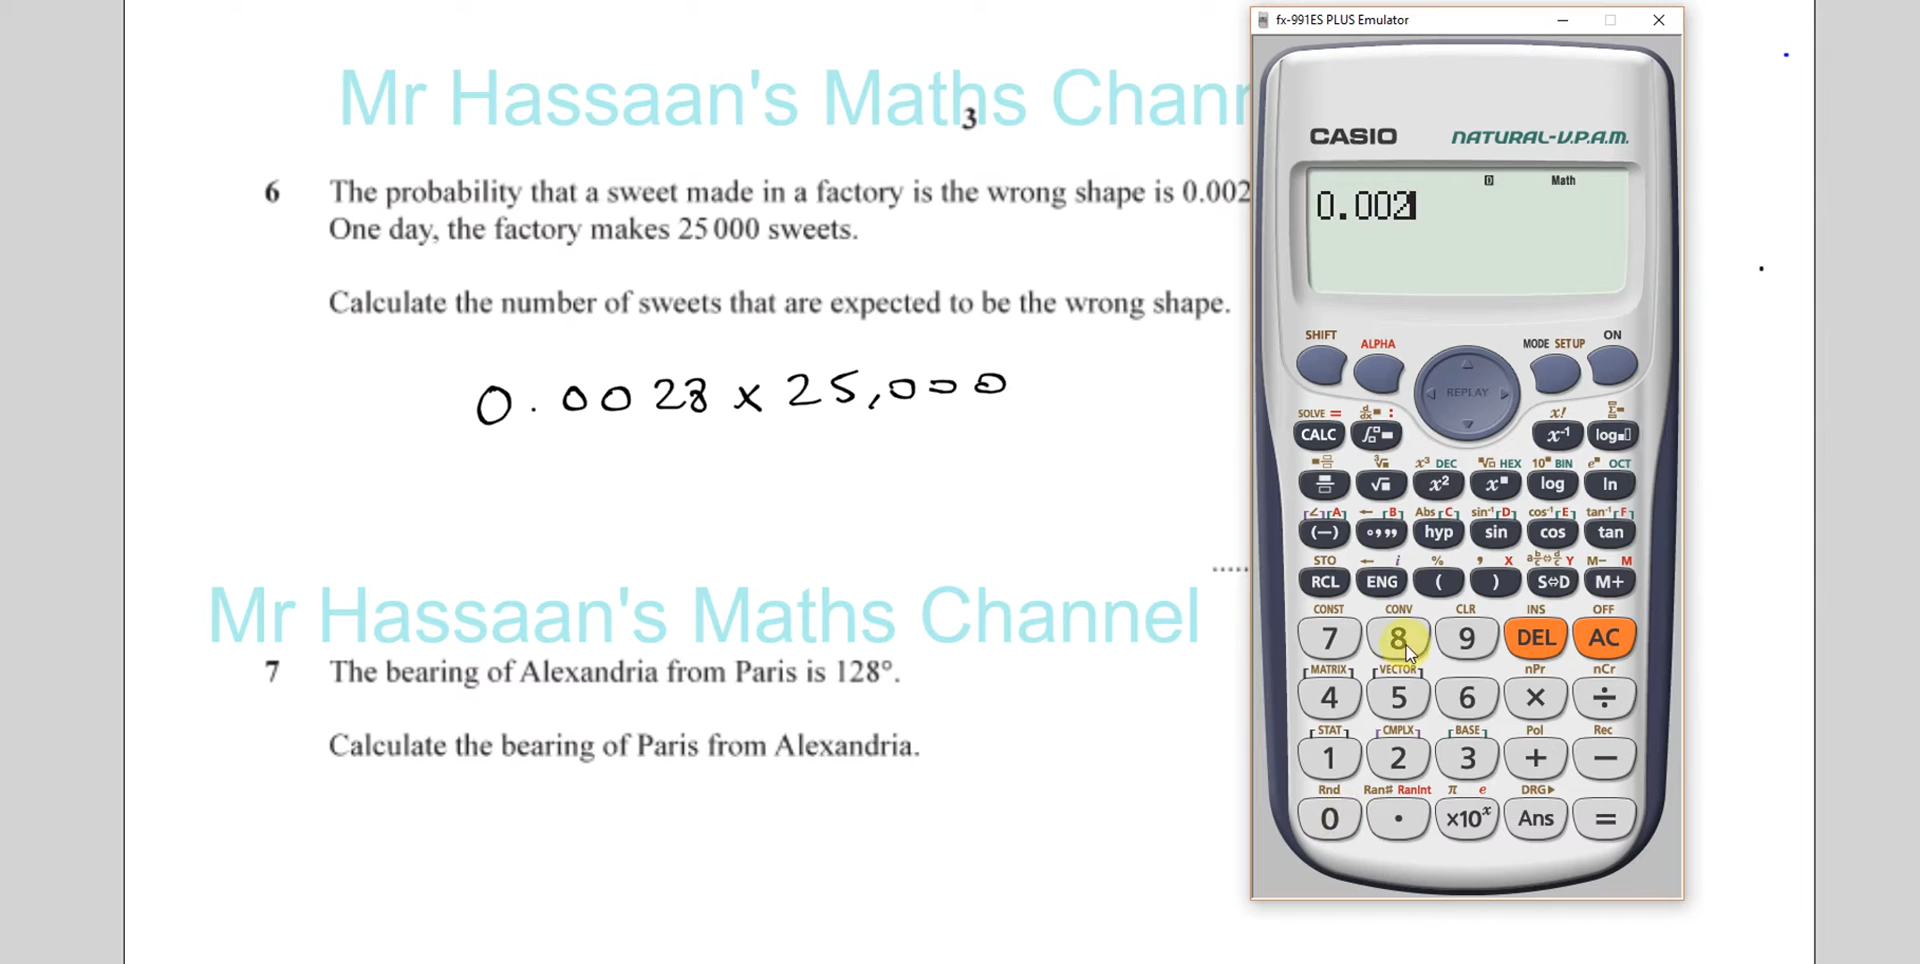 Mr Hassaan's Maths Chann
3
6 The probability that a sweet made in a factory is the wrong shape is 0.002
One day, the factory makes 25 000 sweets.
Calculate the number of sweets that are expected to be the wrong shape.
0.0028 × 25,000
Mr Hassaan's Maths Channel
7 The bearing of Alexandria from Paris is 128°.
Calculate the bearing of Paris from Alexandria.
fx-991ES PLUS Emulator
CASIO NATURAL-V.P.A.M.
D Math
0.002
SHIFT ALPHA MODE SETUP ON
REPLAY
SOLVE = d/dx= : x! Σ=
CALC ∫ x⁻¹ log
³√ x³ DEC √ HEX 10 BIN e OCT
√ x² x log ln
∠ A ← B Abs C sin⁻¹ D cos⁻¹ E tan⁻¹ F
(−) °,,, hyp sin cos tan
STO ← i % , X a b/c⇔d/c Y M− M
RCL ENG ( ) S⇔D M+
CONST CONV CLR INS OFF
7 8 9 DEL AC
MATRIX VECTOR nPr nCr
4 5 6 × ÷
STAT CMPLX BASE Pol Rec
1 2 3 + −
Rnd Ran# RanInt π e DRG▶
0 . ×10ˣ Ans =